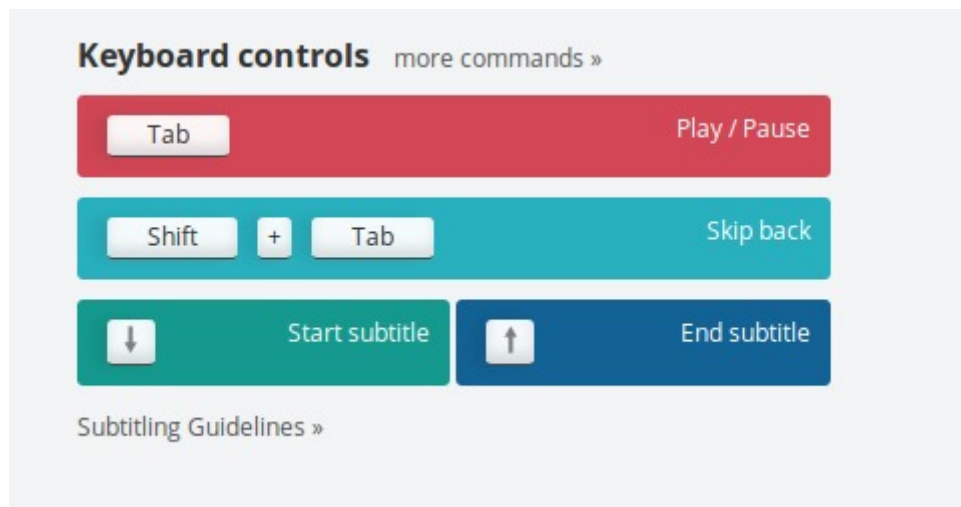 Keyboard controls more commands »
Tab Play / Pause
Shift + Tab Skip back
↓ Start subtitle ↑ End subtitle
Subtitling Guidelines »